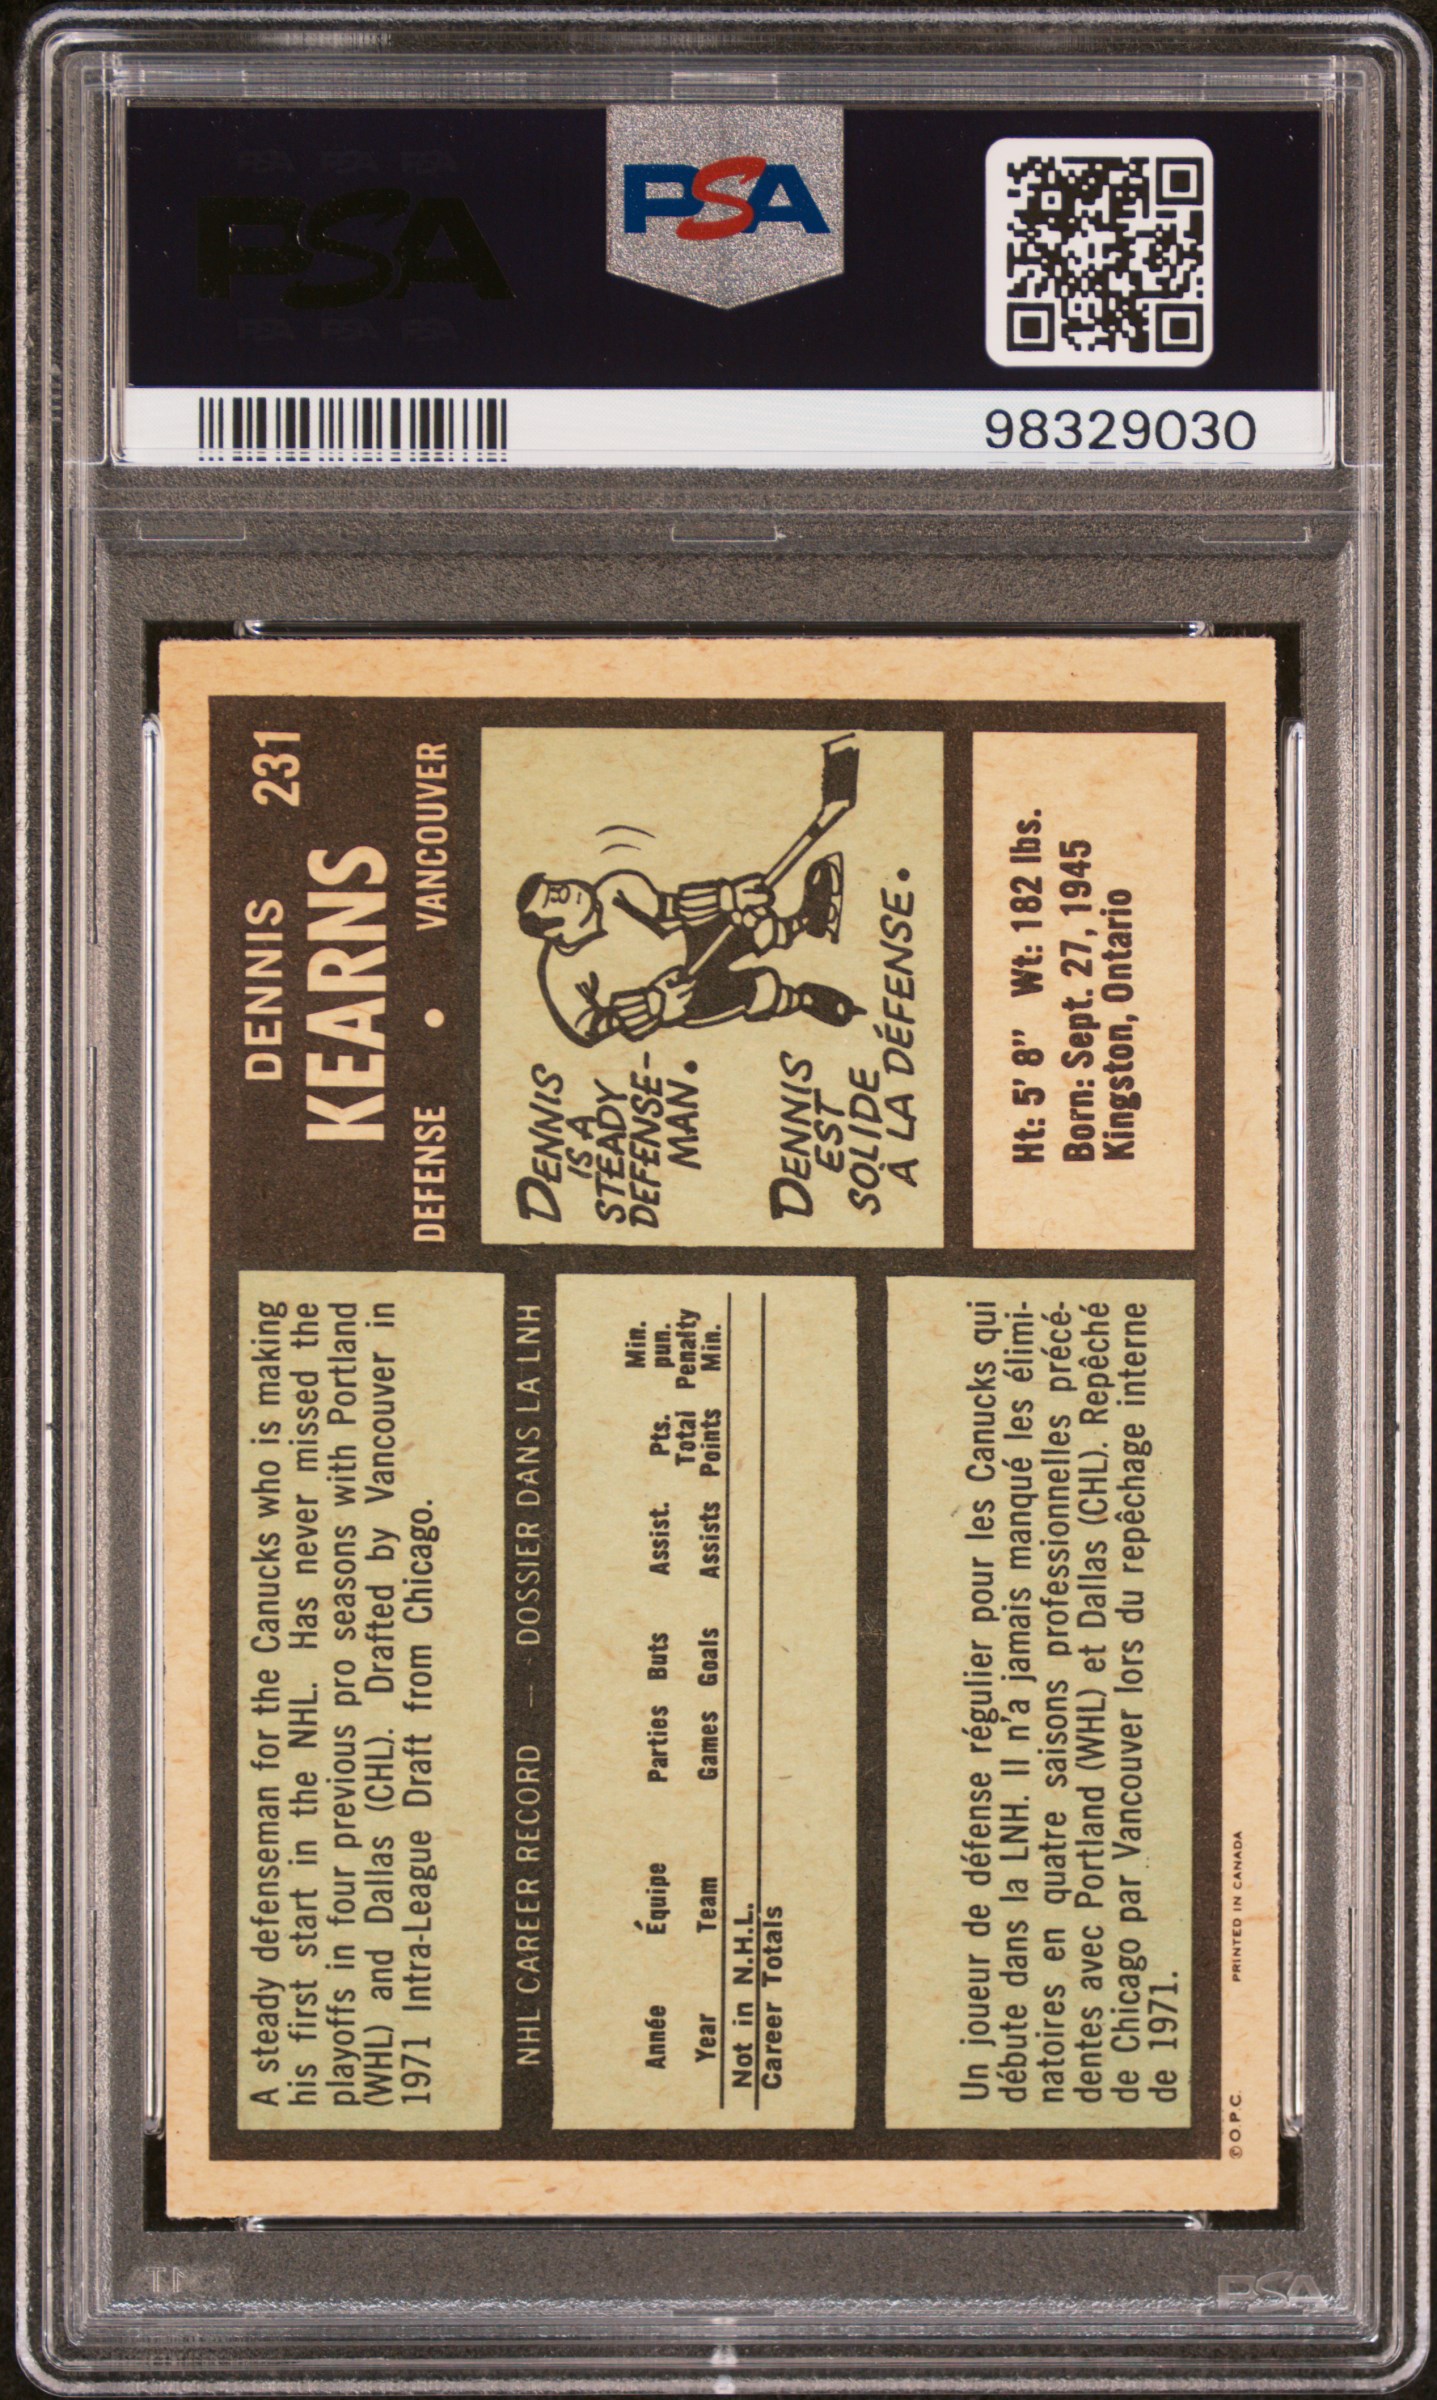 PSA
PSA
98329030
DENNIS 231
KEARNS
DEFENSE • VANCOUVER
A steady defenseman for the Canucks who is making
his first start in the NHL. Has never missed the
playoffs in four previous pro seasons with Portland
(WHL) and Dallas (CHL). Drafted by Vancouver in
1971 Intra-League Draft from Chicago.
DENNIS
IS A
STEADY
DEFENSE-
MAN.
DENNIS
EST
SOLIDE
À LA DÉFENSE.
NHL CAREER RECORD — DOSSIER DANS LA LNH
Année Équipe Parties Buts Assist. Pts. Min. pun.
Year Team Games Goals Assists Total Points Penalty Min.
Not in N.H.L.
Career Totals
Ht: 5' 8" Wt: 182 lbs.
Born: Sept. 27, 1945
Kingston, Ontario
Un joueur de défense régulier pour les Canucks qui
débute dans la LNH. Il n'a jamais manqué les élimi-
natoires en quatre saisons professionnelles précé-
dentes avec Portland (WHL) et Dallas (CHL). Repêché
de Chicago par Vancouver lors du repêchage interne
de 1971.
© O.P.C. PRINTED IN CANADA
PSA